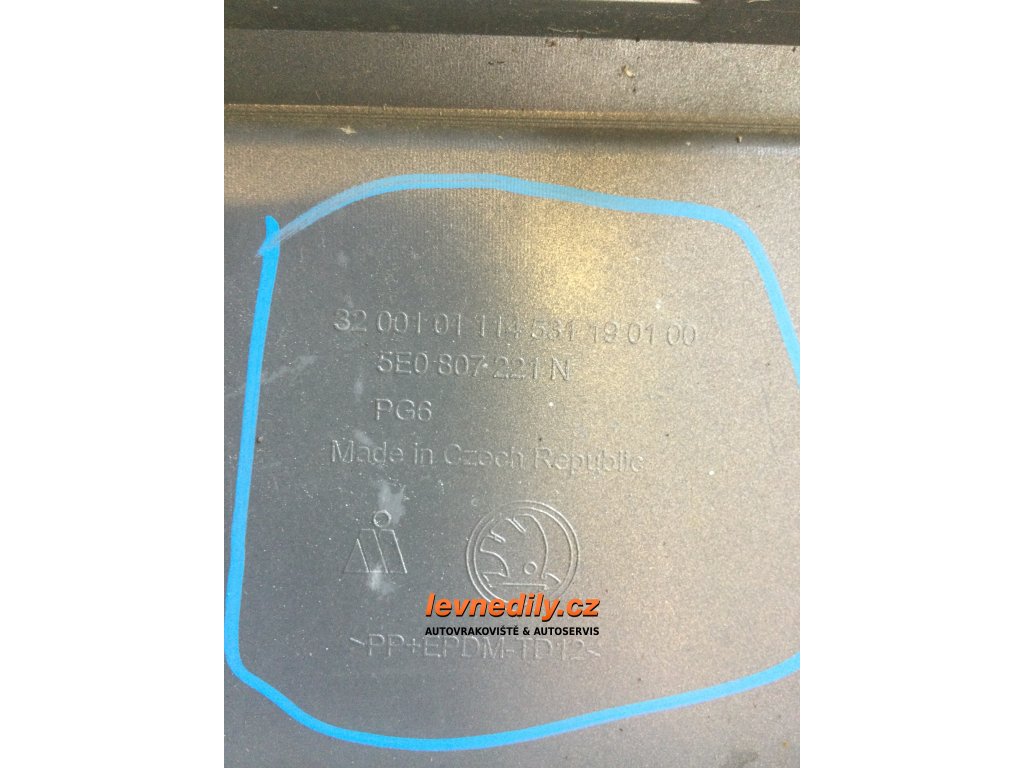 32 001 01 114 531 19 01 00
5E0 807 221 N
PG6
Made in Czech Republic
levnedily.cz
AUTOVRAKOVIŠTĚ & AUTOSERVIS
>PP+EPDM-TD12<